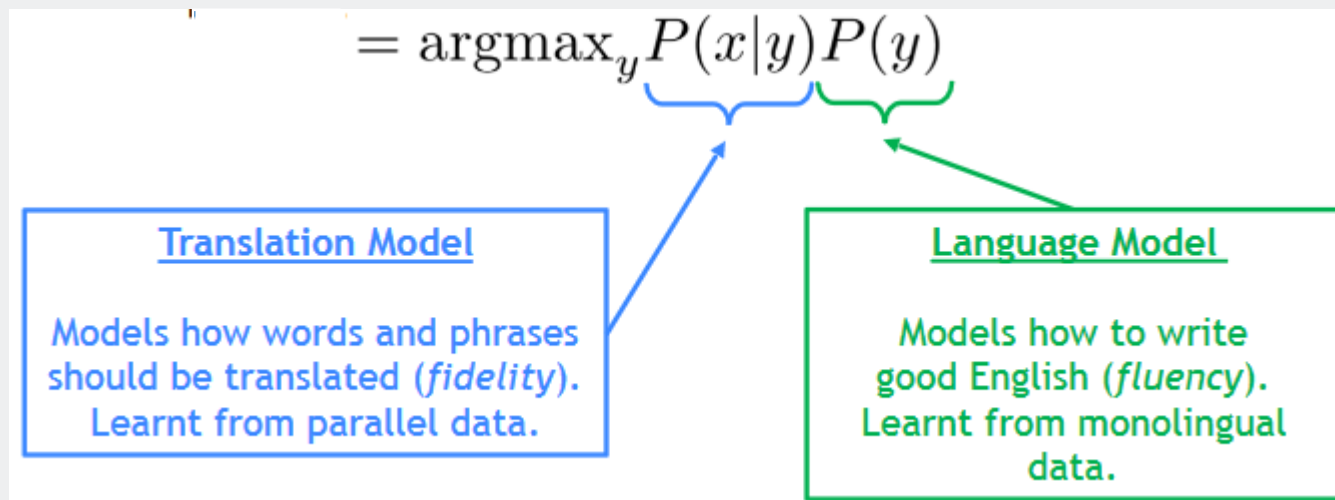 = argmax_y P(x|y)P(y)
Translation Model
Models how words and phrases
should be translated (fidelity).
Learnt from parallel data.
Language Model
Models how to write
good English (fluency).
Learnt from monolingual
data.